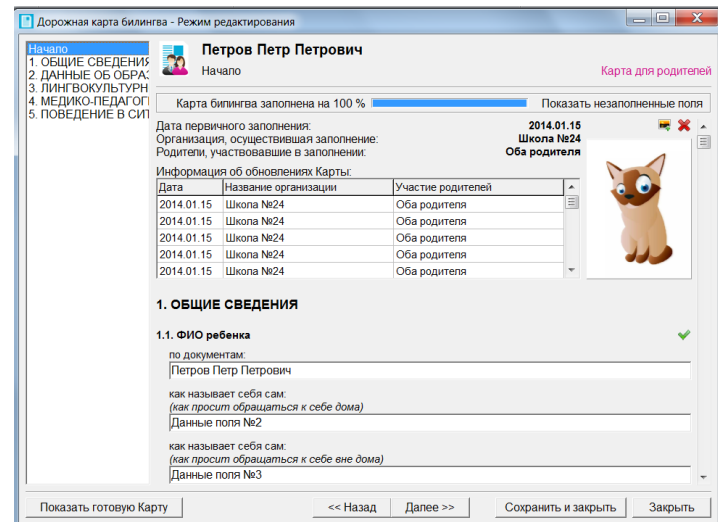 Дорожная карта билингва - Режим редактирования
Начало
1. ОБЩИЕ СВЕДЕНИЯ
2. ДАННЫЕ ОБ ОБРАЗ
3. ЛИНГВОКУЛЬТУРН
4. МЕДИКО-ПЕДАГОГИ
5. ПОВЕДЕНИЕ В СИТ
Петров Петр Петрович
Начало
Карта для родителей
Карта билингва заполнена на 100 %
Показать незаполненные поля
Дата первичного заполнения: 2014.01.15
Организация, осуществившая заполнение: Школа №24
Родители, участвовавшие в заполнении: Оба родителя
Информация об обновлениях Карты:
Дата Название организации Участие родителей
2014.01.15 Школа №24 Оба родителя
2014.01.15 Школа №24 Оба родителя
2014.01.15 Школа №24 Оба родителя
2014.01.15 Школа №24 Оба родителя
2014.01.15 Школа №24 Оба родителя
1. ОБЩИЕ СВЕДЕНИЯ
1.1. ФИО ребенка
по документам:
Петров Петр Петрович
как называет себя сам:
(как просит обращаться к себе дома)
Данные поля №2
как называет себя сам:
(как просит обращаться к себе вне дома)
Данные поля №3
Показать готовую Карту
<< Назад
Далее >>
Сохранить и закрыть
Закрыть